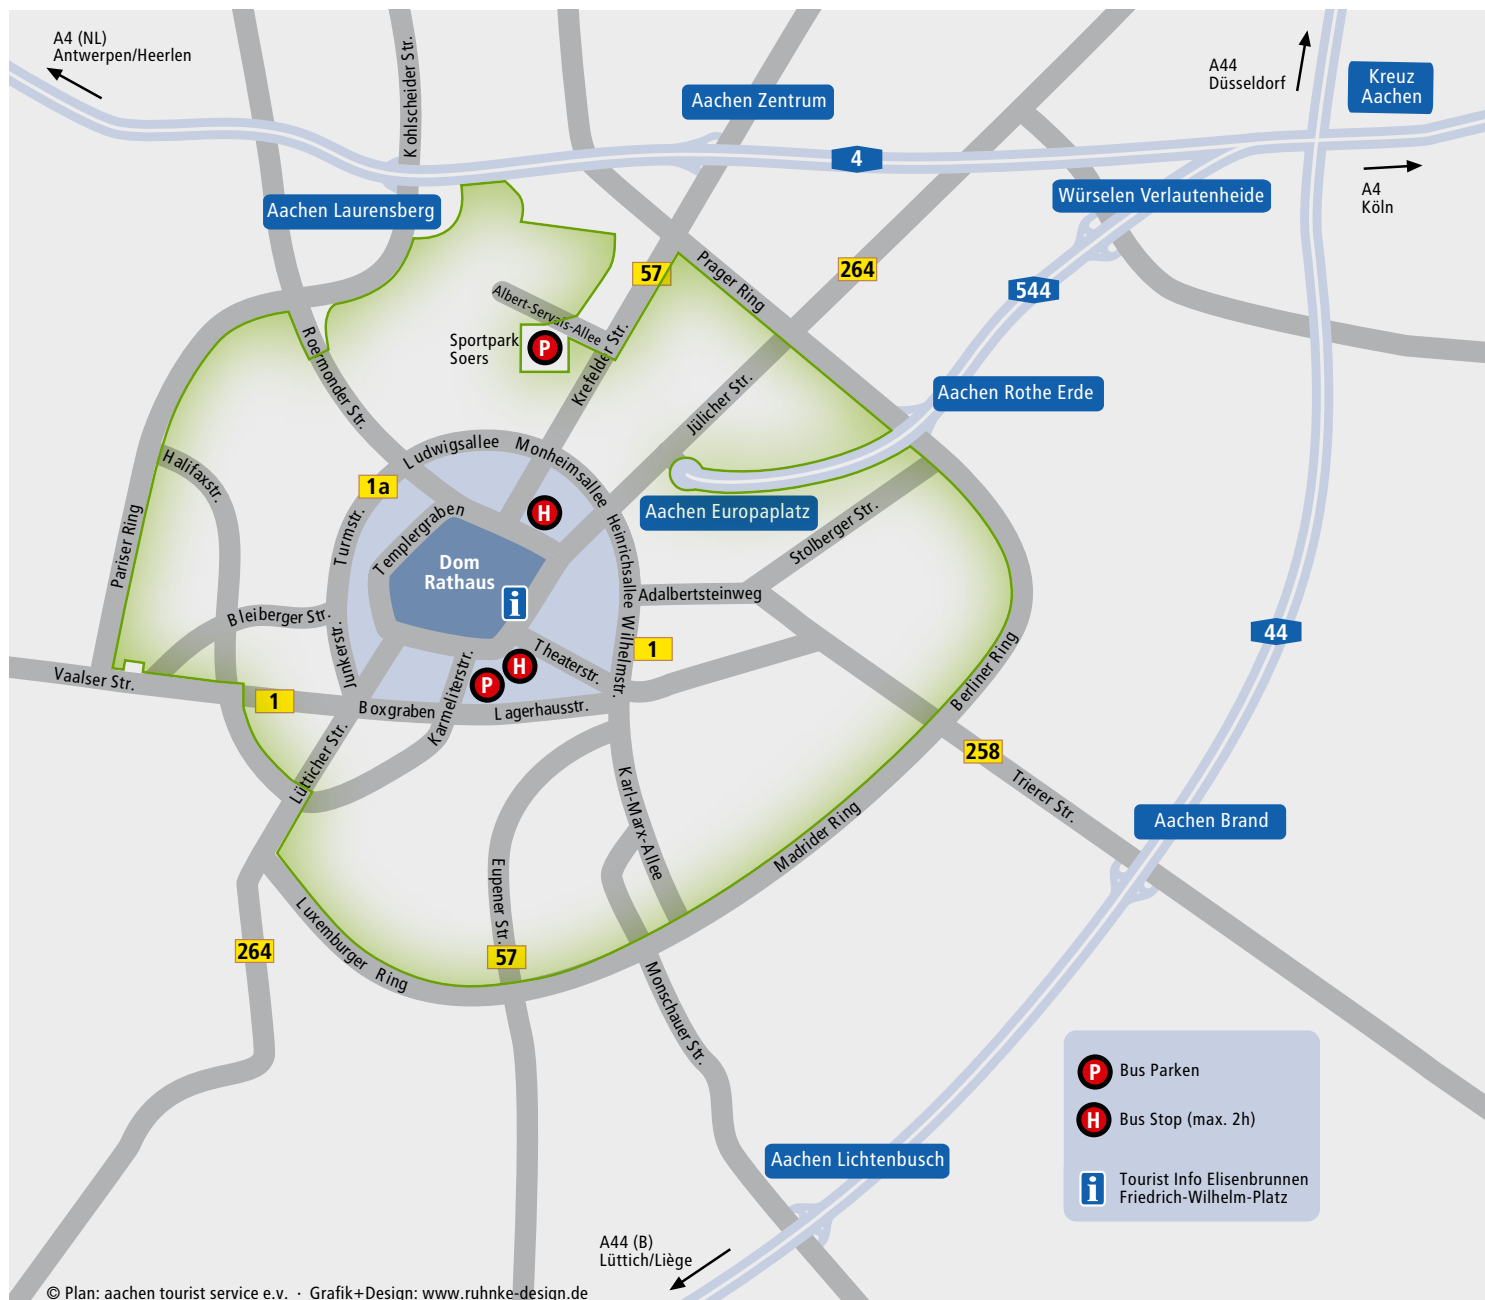 A4 (NL)
Antwerpen/Heerlen
Kohlscheider Str.
Aachen Zentrum
A44
Düsseldorf
Kreuz
Aachen
4
A4
Köln
Aachen Laurensberg
Würselen Verlautenheide
57
Prager Ring
264
544
Albert-Servais-Allee
Sportpark
Soers
P
Krefelder Str.
Roermonder Str.
Jülicher Str.
Aachen Rothe Erde
Ludwigsallee
Monheimsallee
Halifaxstr.
1a
Templergraben
H
Heinrichsallee
Aachen Europaplatz
Stolberger Str.
Turmstr.
Pariser Ring
Dom
Rathaus
i
Adalbertsteinweg
Bleiberger Str.
Junkerstr.
Theaterstr.
Wilhelmstr.
1
44
H
P
Berliner Ring
Vaalser Str.
1
Boxgraben
Karmeliterstr.
Lagerhausstr.
Lütticher Str.
258
Trierer Str.
Karl-Marx-Allee
Madrider Ring
Aachen Brand
Eupener Str.
Luxemburger Ring
264
57
Monschauer Str.
P
Bus Parken
H
Bus Stop (max. 2h)
i
Tourist Info Elisenbrunnen
Friedrich-Wilhelm-Platz
Aachen Lichtenbusch
A44 (B)
Lüttich/Liège
© Plan: aachen tourist service e.v. · Grafik+Design: www.ruhnke-design.de